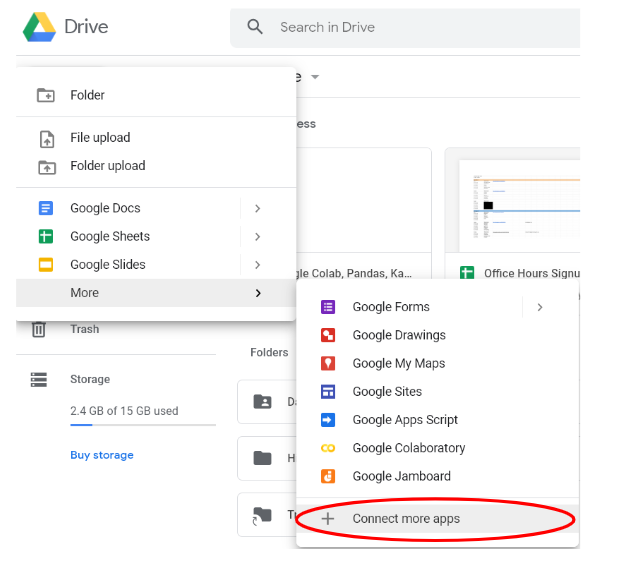 Drive
Search in Drive
Folder
File upload
Folder upload
Google Docs
Google Sheets
Google Slides
More
Trash
Storage
2.4 GB of 15 GB used
Buy storage
e
ess
gle Colab, Pandas, Ka...
Office Hours Signu
Folders
D
H
T
Google Forms
Google Drawings
Google My Maps
Google Sites
Google Apps Script
Google Colaboratory
Google Jamboard
Connect more apps